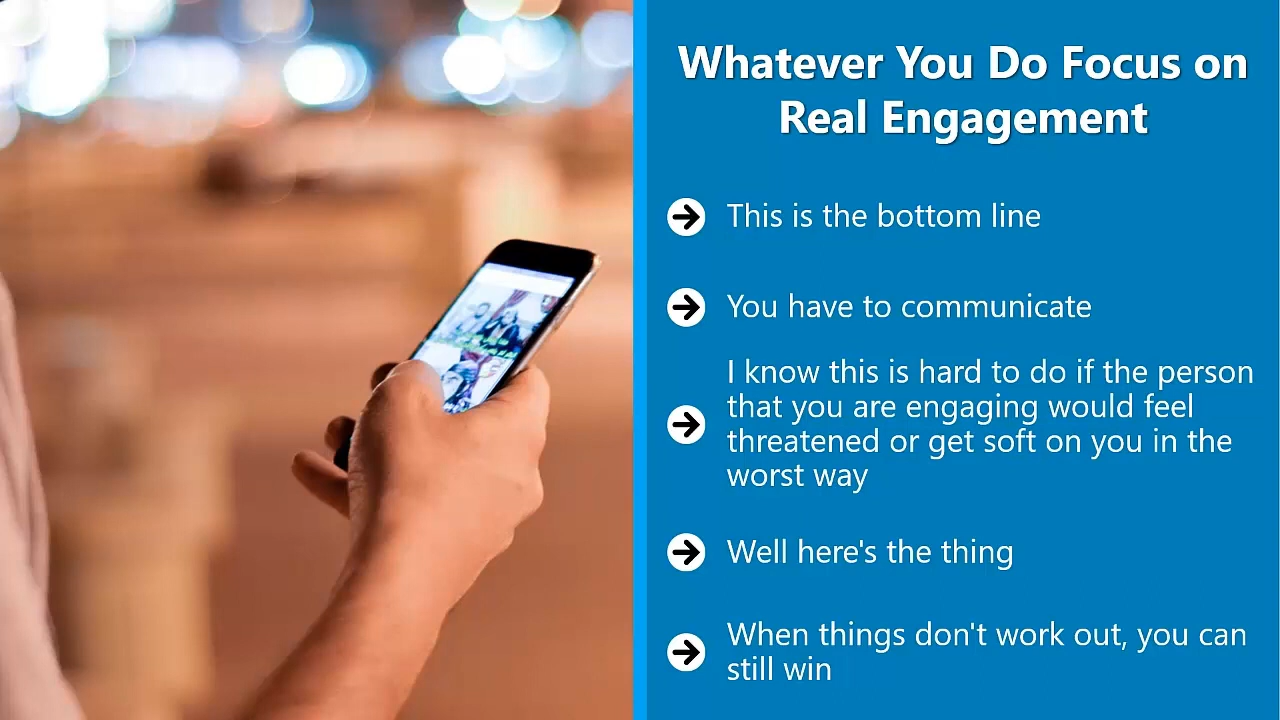 Whatever You Do Focus on
Real Engagement
This is the bottom line
You have to communicate
I know this is hard to do if the person
that you are engaging would feel
threatened or get soft on you in the
worst way
Well here's the thing
When things don't work out, you can
still win